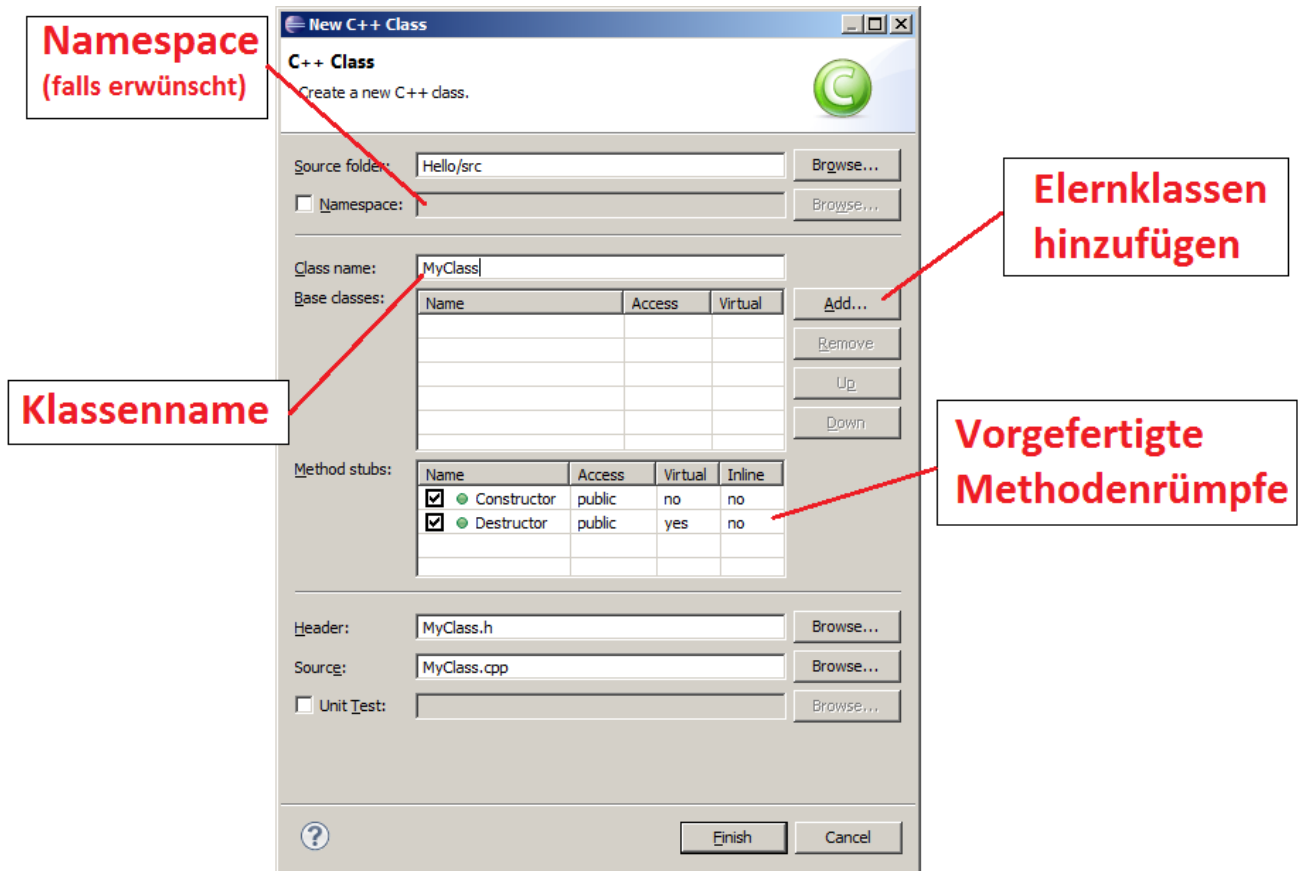 Namespace
(falls erwünscht)
New C++ Class
C++ Class
Create a new C++ class.
Source folder:
Hello/src
Browse...
Namespace:
Browse...
Elernklassen
hinzufügen
Class name:
MyClass
Base classes:
Name Access Virtual
Add...
Remove
Up
Down
Klassenname
Vorgefertigte
Methodenrümpfe
Method stubs:
Name Access Virtual Inline
Constructor public no no
Destructor public yes no
Header:
MyClass.h
Browse...
Source:
MyClass.cpp
Browse...
Unit Test:
Browse...
?
Finish
Cancel